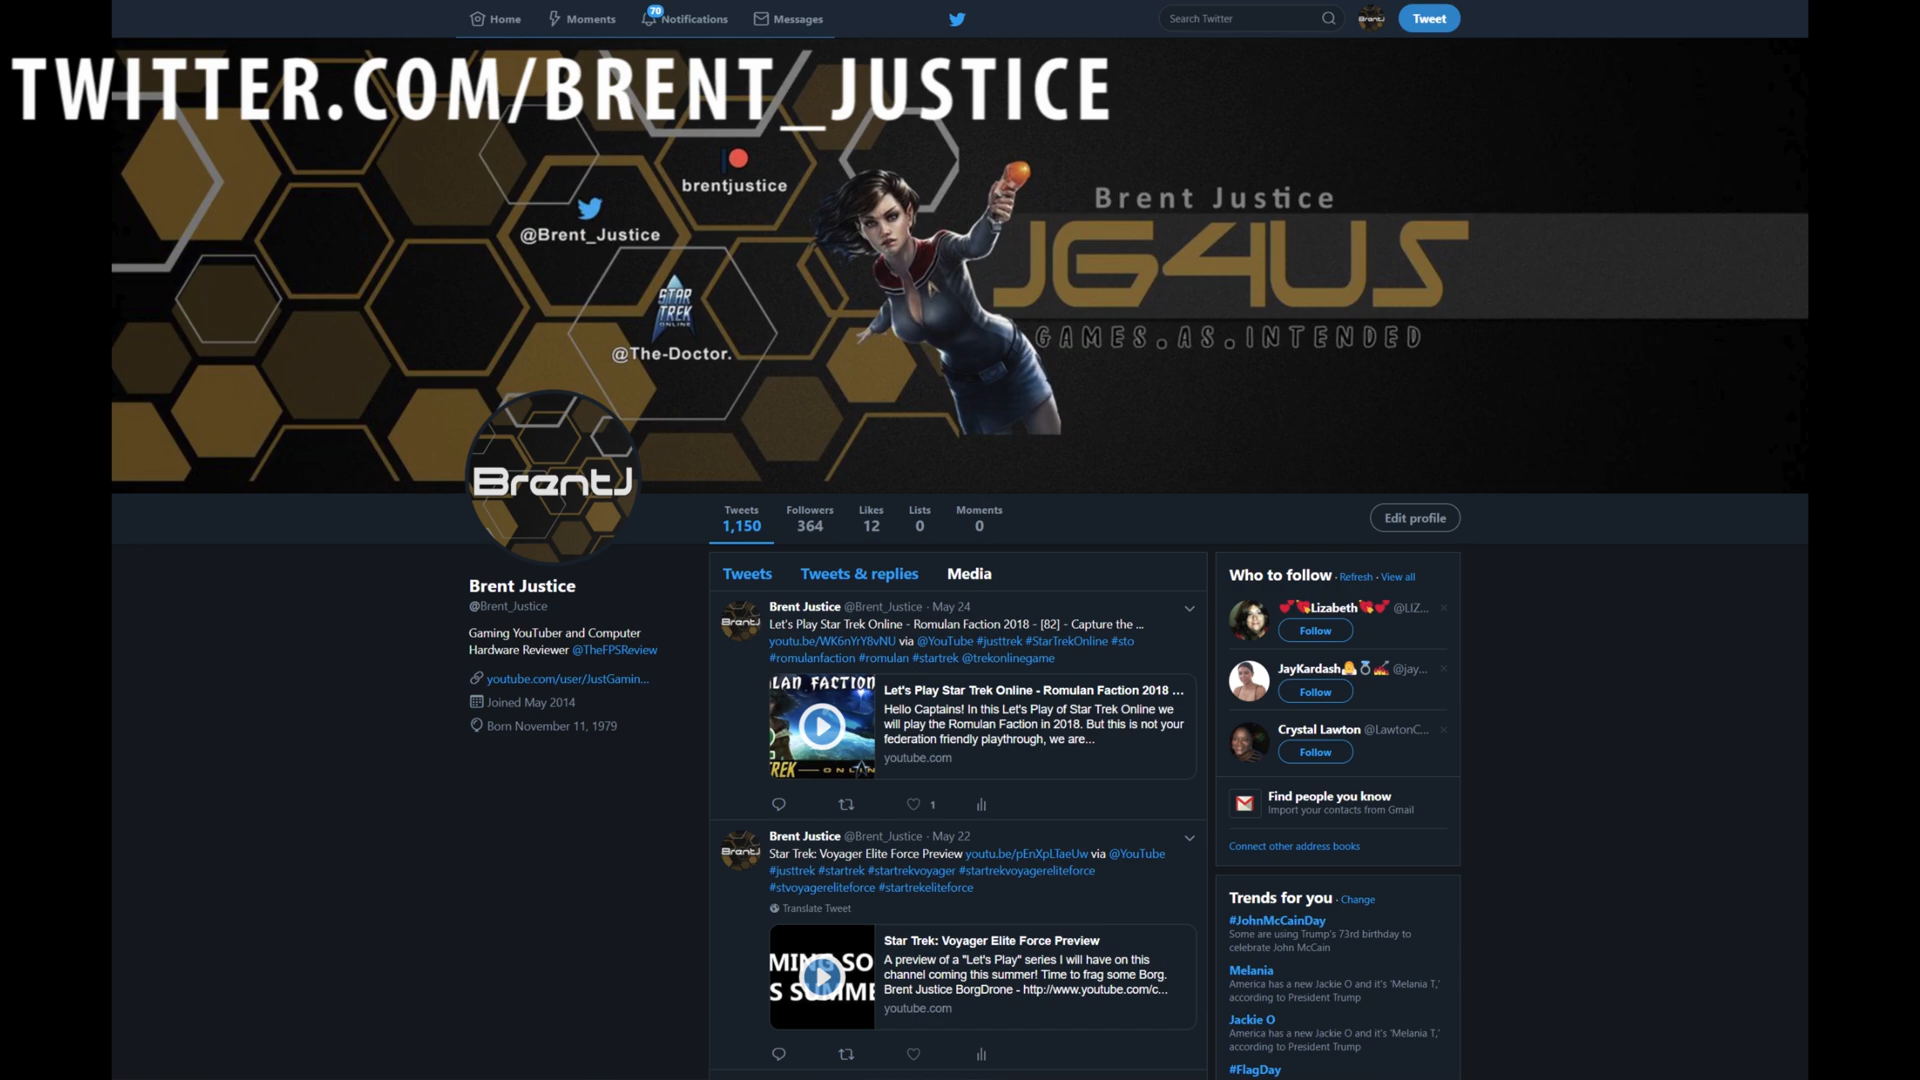 Home
Moments
70
Notifications
Messages
Search Twitter
BrentJ
Tweet
TWITTER.COM/BRENT_JUSTICE
brentjustice
@Brent_Justice
STAR
TREK
ONLINE
@The-Doctor.
Brent Justice
JG4US
GAMES.AS.INTENDED
BrentJ
Tweets
1,150
Followers
364
Likes
12
Lists
0
Moments
0
Edit profile
Brent Justice
@Brent_Justice
Gaming YouTuber and Computer
Hardware Reviewer @TheFPSReview
youtube.com/user/JustGamin...
Joined May 2014
Born November 11, 1979
Tweets
Tweets & replies
Media
BrentJ
Brent Justice @Brent_Justice · May 24
Let's Play Star Trek Online - Romulan Faction 2018 - [82] - Capture the ...
youtu.be/WK6nYrY8vNU via @YouTube #justtrek #StarTrekOnline #sto
#romulanfaction #romulan #startrek @trekonlinegame
LAN FACTION
REK
ONLIN
Let's Play Star Trek Online - Romulan Faction 2018 ...
Hello Captains! In this Let's Play of Star Trek Online we
will play the Romulan Faction in 2018. But this is not your
federation friendly playthrough, we are...
youtube.com
1
BrentJ
Brent Justice @Brent_Justice · May 22
Star Trek: Voyager Elite Force Preview youtu.be/pEnXpLTaeUw via @YouTube
#justtrek #startrek #startrekvoyager #startrekvoyagereliteforce
#stvoyagereliteforce #startrekeliteforce
Translate Tweet
MING SO
S SUMME
Star Trek: Voyager Elite Force Preview
A preview of a "Let's Play" series I will have on this
channel coming this summer! Time to frag some Borg.
Brent Justice BorgDrone - http://www.youtube.com/c...
youtube.com
Who to follow · Refresh · View all
Lizabeth @LIZ...
Follow
JayKardash @jay...
Follow
Crystal Lawton @LawtonC...
Follow
Find people you know
Import your contacts from Gmail
Connect other address books
Trends for you · Change
#JohnMcCainDay
Some are using Trump's 73rd birthday to
celebrate John McCain
Melania
America has a new Jackie O and it's 'Melania T,'
according to President Trump
Jackie O
America has a new Jackie O and it's 'Melania T,'
according to President Trump
#FlagDay